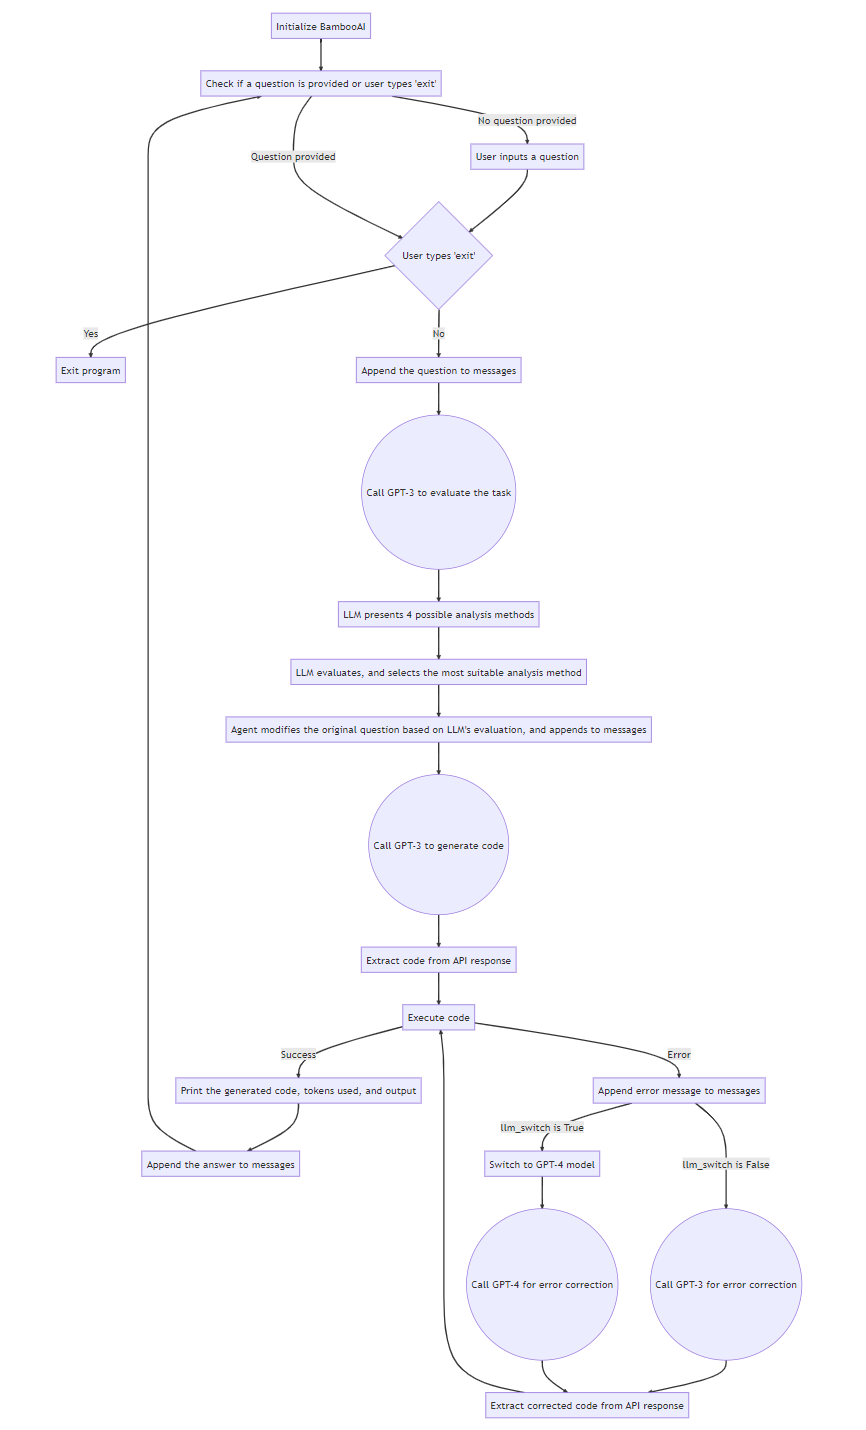 Initialize BambooAI
Check if a question is provided or user types 'exit'
No question provided
Question provided
User inputs a question
User types 'exit'
Yes
No
Exit program
Append the question to messages
Call GPT-3 to evaluate the task
LLM presents 4 possible analysis methods
LLM evaluates, and selects the most suitable analysis method
Agent modifies the original question based on LLM's evaluation, and appends to messages
Call GPT-3 to generate code
Extract code from API response
Execute code
Success
Error
Print the generated code, tokens used, and output
Append error message to messages
llm_switch is True
Append the answer to messages
Switch to GPT-4 model
llm_switch is False
Call GPT-4 for error correction
Call GPT-3 for error correction
Extract corrected code from API response